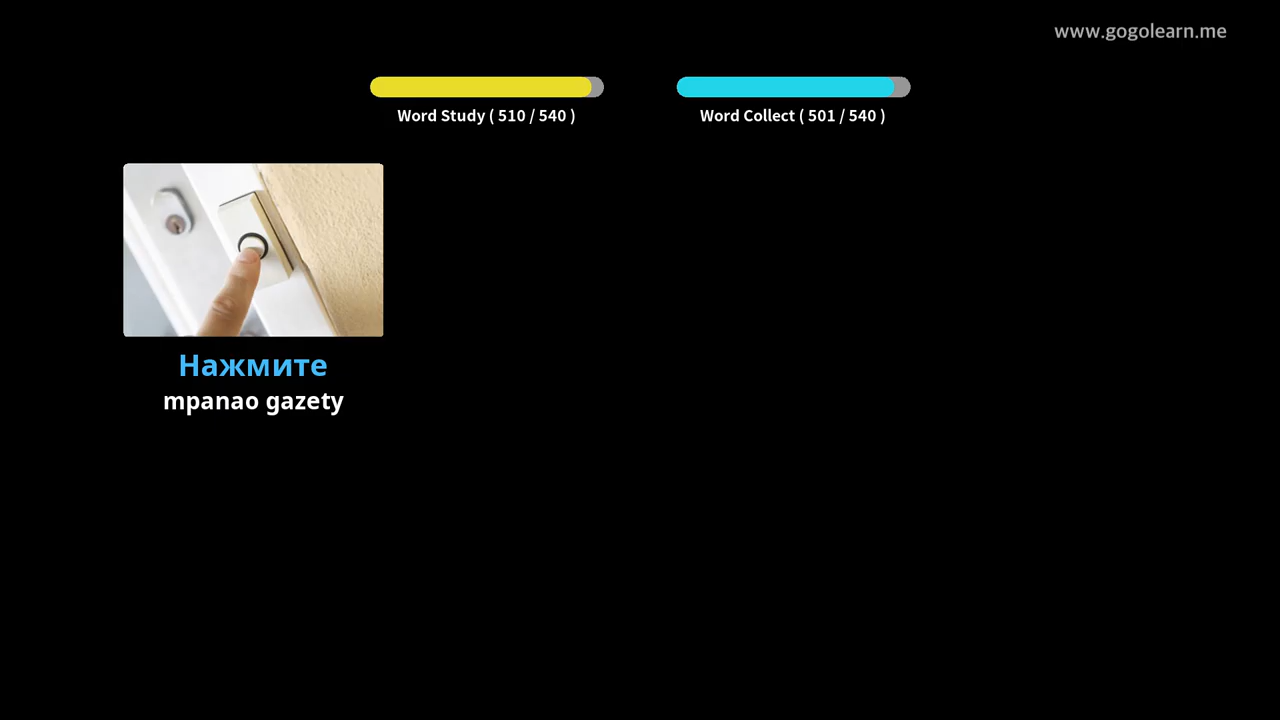 www.gogolearn.me
Word Study ( 510 / 540 )
Word Collect ( 501 / 540 )
Нажмите
mpanao gazety